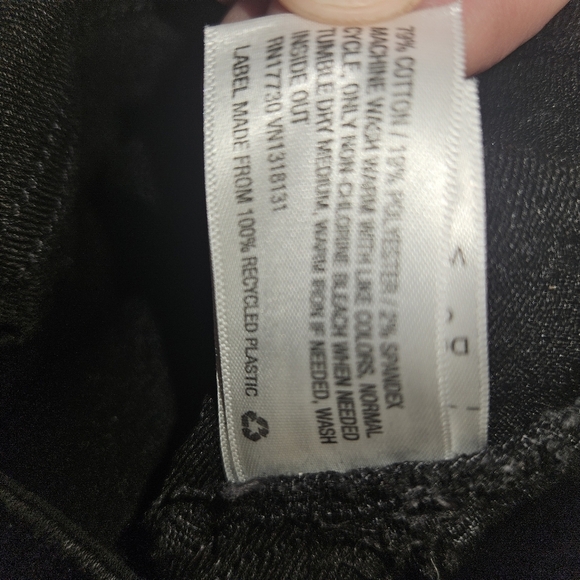 79% COTTON / 19% POLYESTER / 2% SPANDEX
MACHINE WASH WARM WITH LIKE COLORS, NORMAL
CYCLE, ONLY NON CHLORINE BLEACH WHEN NEEDED
TUMBLE DRY MEDIUM, WARM IRON IF NEEDED, WASH
INSIDE OUT
RN17730 VN1318131
LABEL MADE FROM 100% RECYCLED PLASTIC